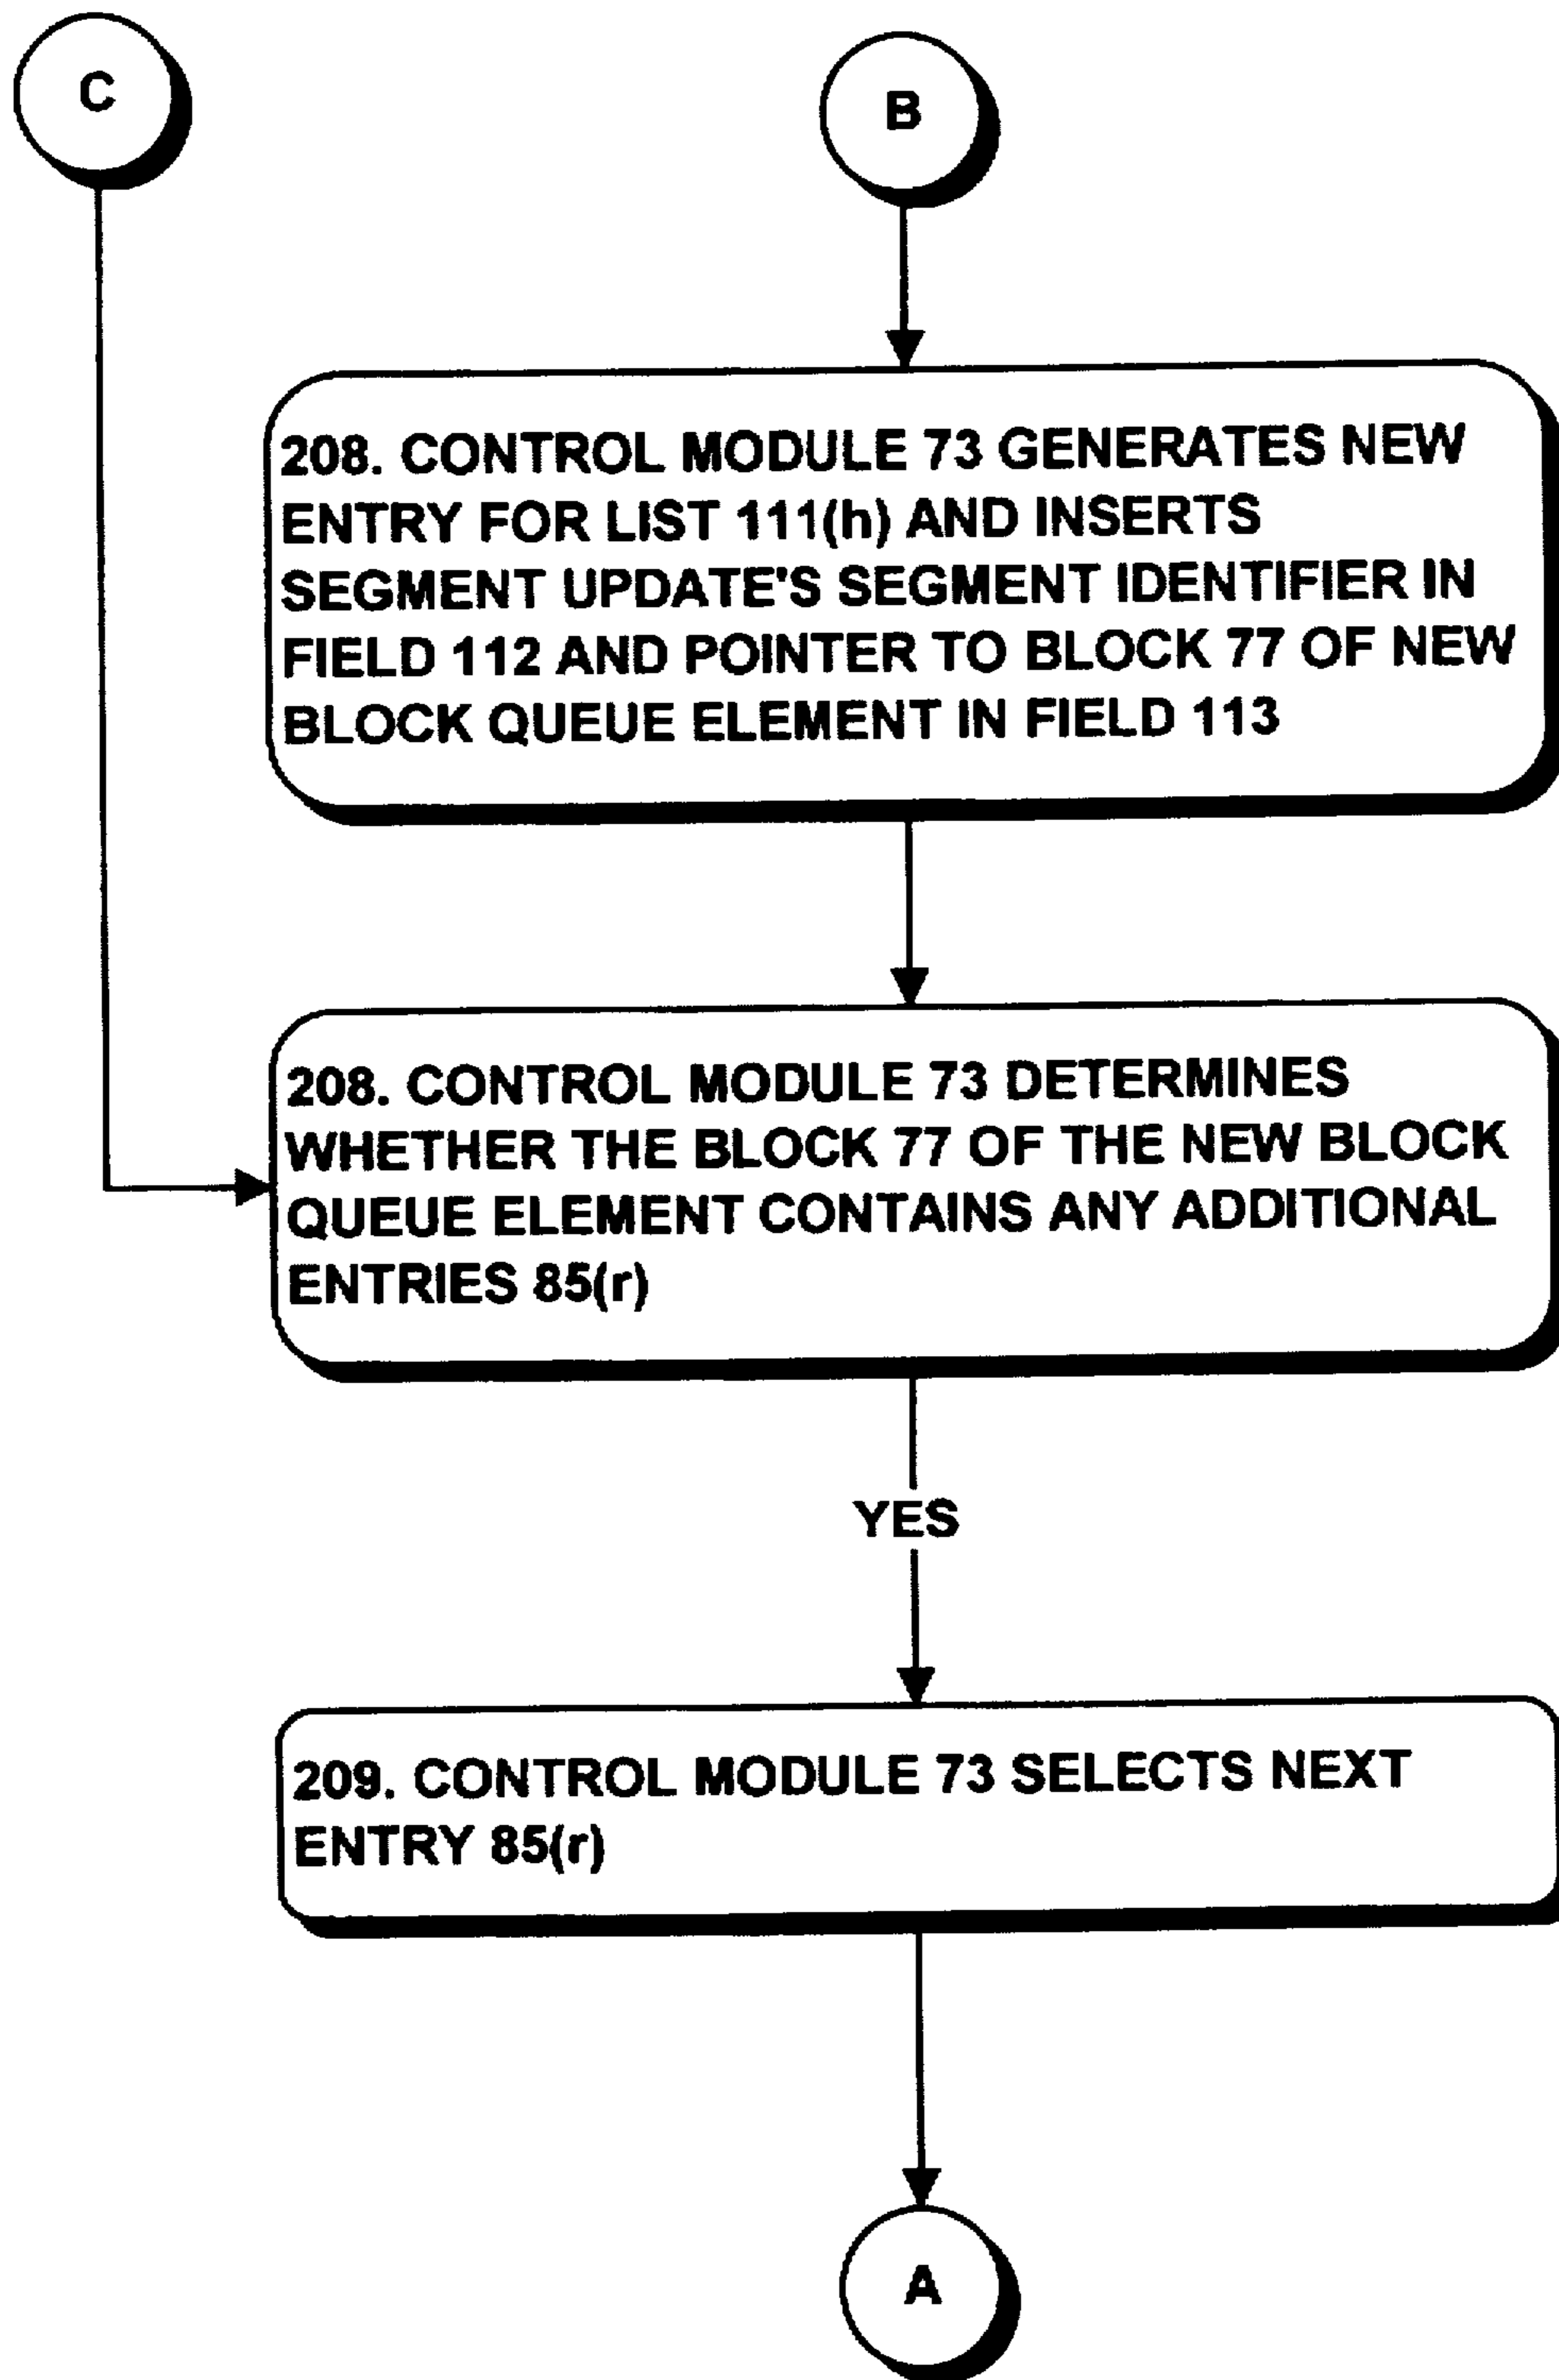 C
B
208. CONTROL MODULE 73 GENERATES NEW
ENTRY FOR LIST 111(h) AND INSERTS
SEGMENT UPDATE'S SEGMENT IDENTIFIER IN
FIELD 112 AND POINTER TO BLOCK 77 OF NEW
BLOCK QUEUE ELEMENT IN FIELD 113
208. CONTROL MODULE 73 DETERMINES
WHETHER THE BLOCK 77 OF THE NEW BLOCK
QUEUE ELEMENT CONTAINS ANY ADDITIONAL
ENTRIES 85(r)
YES
209. CONTROL MODULE 73 SELECTS NEXT
ENTRY 85(r)
A